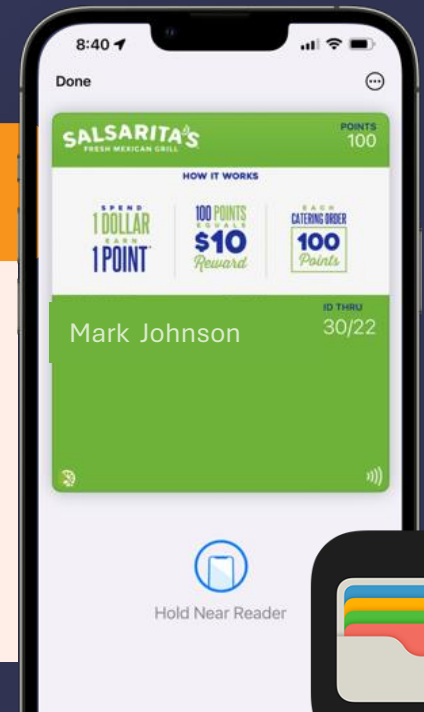 8:40
Done
SALSARITA'S
FRESH MEXICAN GRILL
POINTS
100
HOW IT WORKS
SPEND
1 DOLLAR
EARN
1 POINT*
100 POINTS
EQUALS
$10
Reward
EACH
CATERING ORDER
100
Points
Mark Johnson
ID THRU
30/22
Hold Near Reader